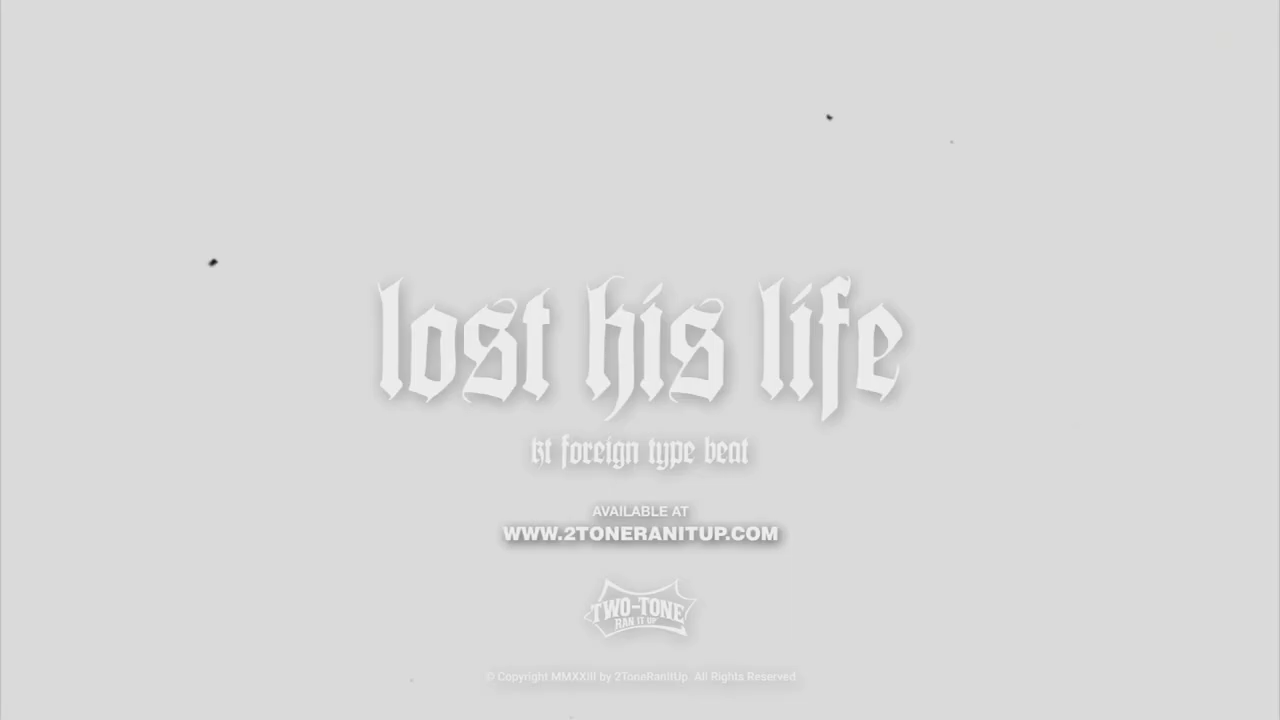 lost his life
kt foreign type beat
AVAILABLE AT
WWW.2TONERANITUP.COM
TWO-TONE
RAN IT UP
© Copyright MMXXIII by 2ToneRanItUp. All Rights Reserved